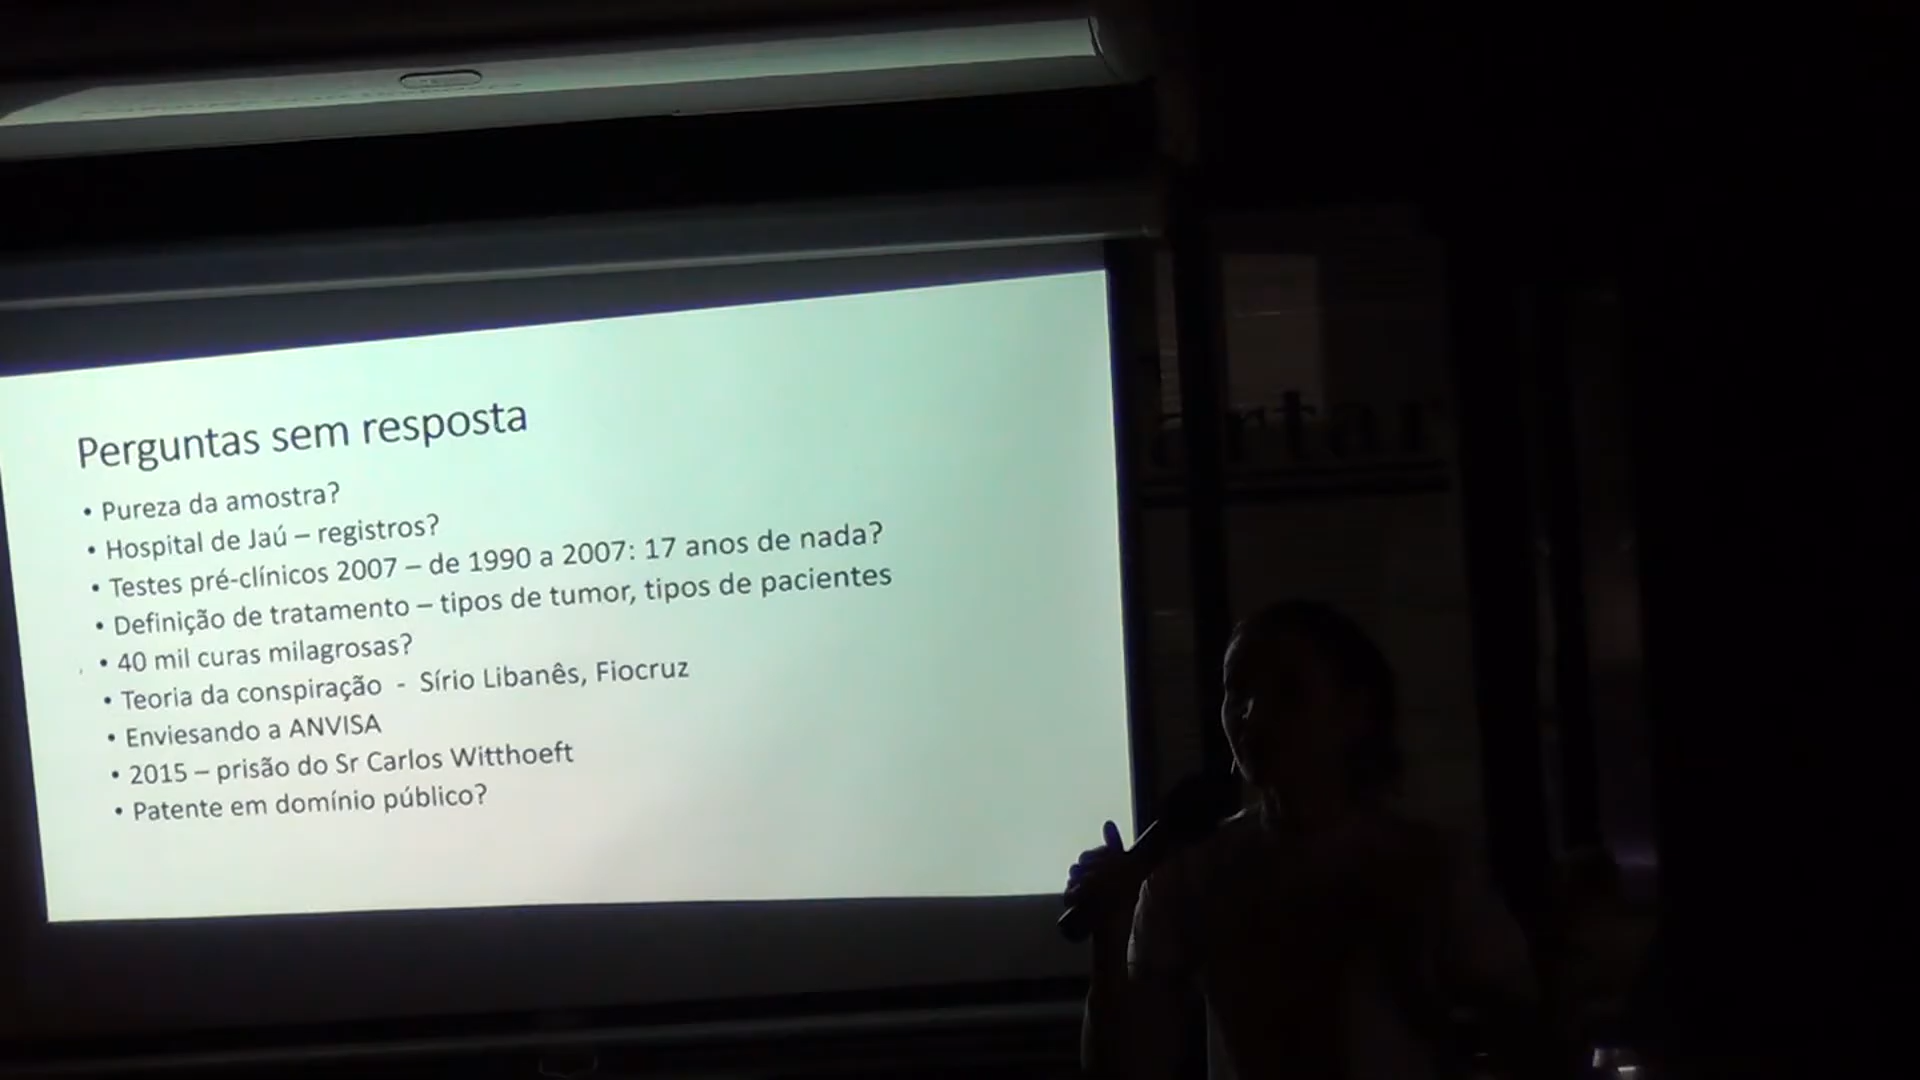 Perguntas sem resposta
• Pureza da amostra?
• Hospital de Jaú – registros?
• Testes pré-clínicos 2007 – de 1990 a 2007: 17 anos de nada?
• Definição de tratamento – tipos de tumor, tipos de pacientes
• 40 mil curas milagrosas?
• Teoria da conspiração - Sírio Libanês, Fiocruz
• Enviesando a ANVISA
• 2015 – prisão do Sr Carlos Witthoeft
• Patente em domínio público?